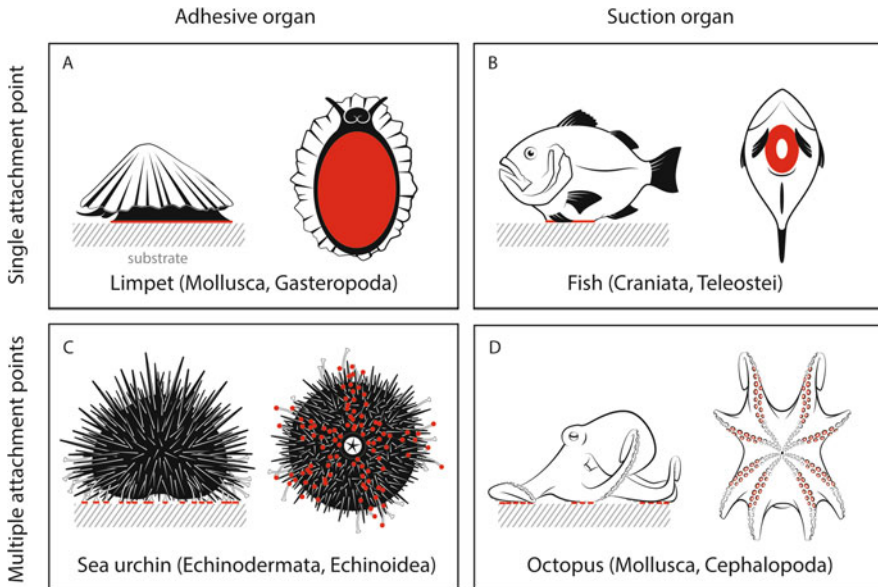 Adhesive organ
Suction organ
Single attachment point
A
substrate
Limpet (Mollusca, Gasteropoda)
B
Fish (Craniata, Teleostei)
Multiple attachment points
C
Sea urchin (Echinodermata, Echinoidea)
D
Octopus (Mollusca, Cephalopoda)